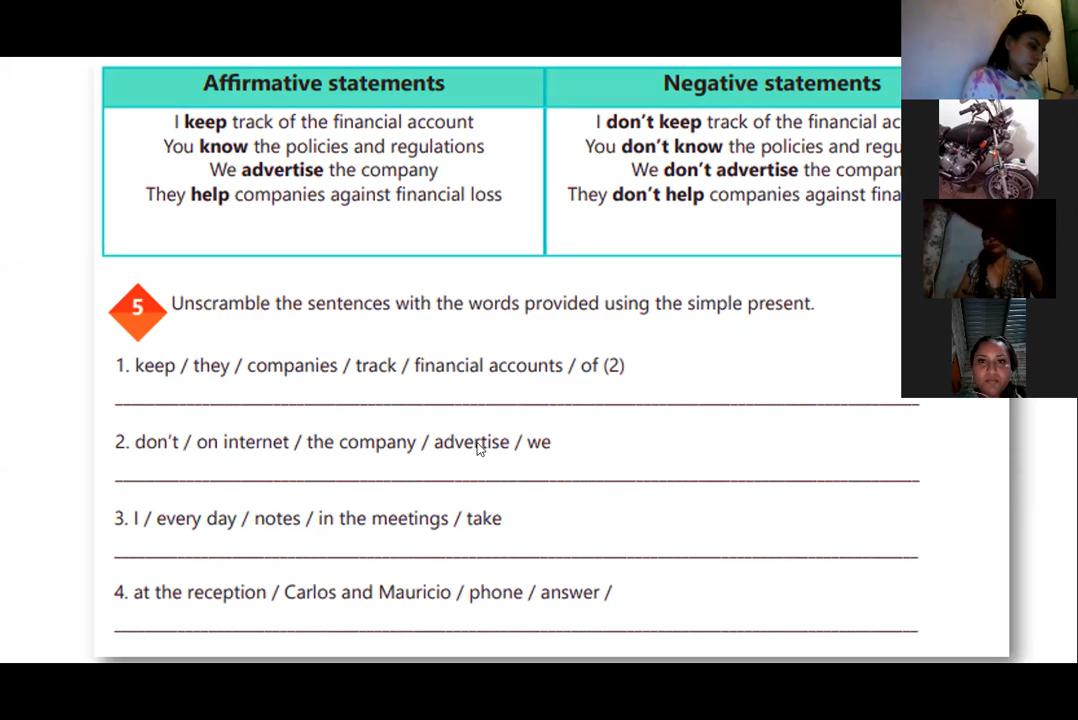 Affirmative statements
I keep track of the financial account
You know the policies and regulations
We advertise the company
They help companies against financial loss
Negative statements
I don't keep track of the financial ac
You don't know the policies and regu
We don't advertise the compan
They don't help companies against fina
5 Unscramble the sentences with the words provided using the simple present.
1. keep / they / companies / track / financial accounts / of (2)
2. don't / on internet / the company / advertise / we
3. I / every day / notes / in the meetings / take
4. at the reception / Carlos and Mauricio / phone / answer /